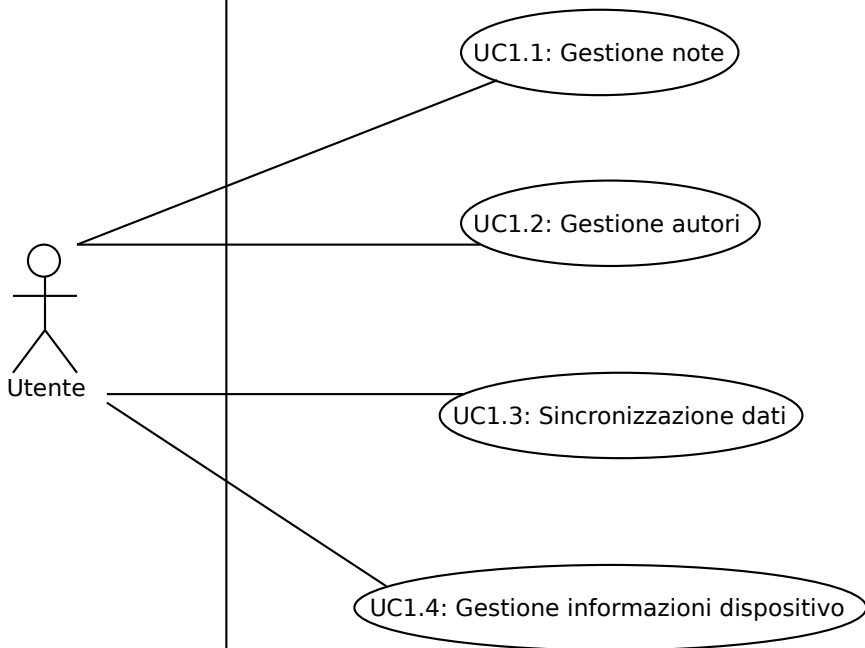 UC1.1: Gestione note
UC1.2: Gestione autori
Utente
UC1.3: Sincronizzazione dati
UC1.4: Gestione informazioni dispositivo